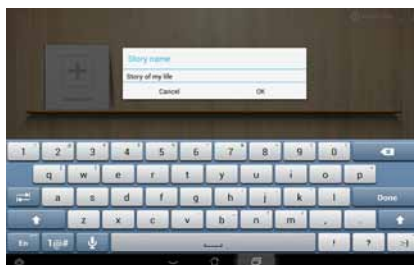 Story name
Story of my life
Cancel OK
1 2 3 4 5 6 7 8 9 0
q w e r t y u i o p
a s d f g h j k l Done
z x c v b n m , .
En 1@# ! ? :-)